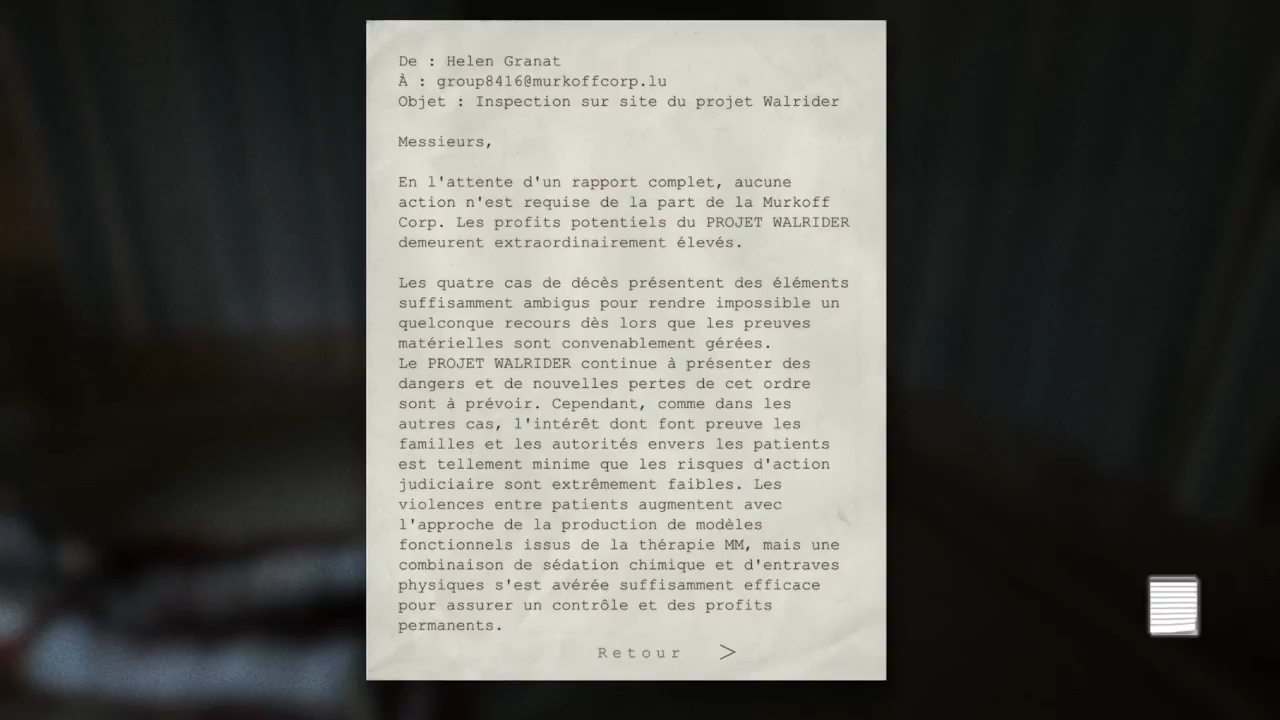 De : Helen Granat
À : group8416@murkoffcorp.lu
Objet : Inspection sur site du projet Walrider
Messieurs,
En l'attente d'un rapport complet, aucune
action n'est requise de la part de la Murkoff
Corp. Les profits potentiels du PROJET WALRIDER
demeurent extraordinairement élevés.
Les quatre cas de décès présentent des éléments
suffisamment ambigus pour rendre impossible un
quelconque recours dès lors que les preuves
matérielles sont convenablement gérées.
Le PROJET WALRIDER continue à présenter des
dangers et de nouvelles pertes de cet ordre
sont à prévoir. Cependant, comme dans les
autres cas, l'intérêt dont font preuve les
familles et les autorités envers les patients
est tellement minime que les risques d'action
judiciaire sont extrêmement faibles. Les
violences entre patients augmentent avec
l'approche de la production de modèles
fonctionnels issus de la thérapie MM, mais une
combinaison de sédation chimique et d'entraves
physiques s'est avérée suffisamment efficace
pour assurer un contrôle et des profits
permanents.
Retour >